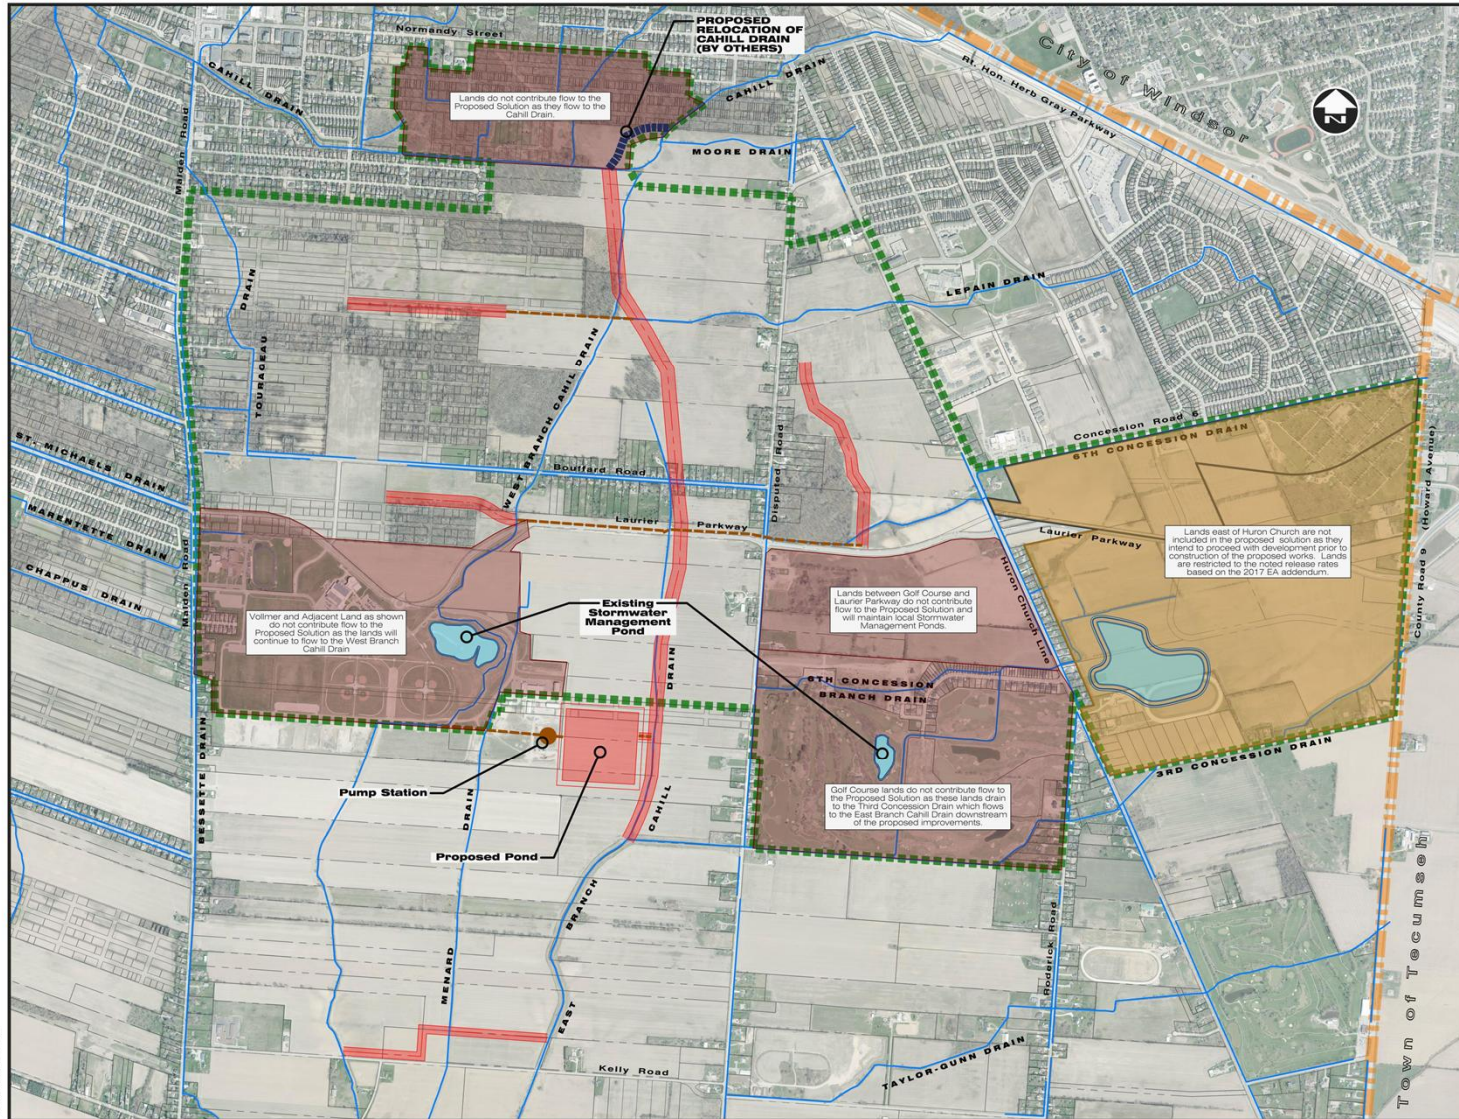 PROPOSED
RELOCATION OF
CAHILL DRAIN
(BY OTHERS)
Normandy Street
CAHILL DRAIN
CAHILL DRAIN
City of Windsor
Rt. Hon. Herb Gray Parkway
N
Lands do not contribute flow to the
Proposed Solution as they flow to the
Cahill Drain.
MOORE DRAIN
Malden Road
TOURAGEAU DRAIN
LEPAIN DRAIN
WEST BRANCH CAHIL DRAIN
Disputed Road
Concession Road 6
6TH CONCESSION DRAIN
County Road 9 (Howard Avenue)
ST. MICHAELS DRAIN
MARENTETTE DRAIN
CHAPPUS DRAIN
Bouffard Road
Laurier Parkway
Laurier Parkway
Malden Road
Huron Church Line
Lands east of Huron Church are not
included in the proposed solution as they
intend to proceed with development prior to
construction of the proposed works. Lands
are restricted to the noted release rates
based on the 2017 EA addendum.
Lands between Golf Course and
Laurier Parkway do not contribute
flow to the Proposed Solution and
will maintain local Stormwater
Management Ponds.
Vollmer and Adjacent Land as shown
do not contribute flow to the
Proposed Solution as the lands will
continue to flow to the West Branch
Cahill Drain
Existing
Stormwater
Management
Pond
6TH CONCESSION
BRANCH DRAIN
3RD CONCESSION DRAIN
BESSETTE DRAIN
Pump Station
Proposed Pond
Golf Course lands do not contribute flow to
the Proposed Solution as these lands drain
to the Third Concession Drain which flows
to the East Branch Cahill Drain downstream
of the proposed improvements.
MENARD DRAIN
EAST BRANCH CAHILL DRAIN
Roderick Road
Town of Tecumseh
TAYLOR-GUNN DRAIN
Kelly Road